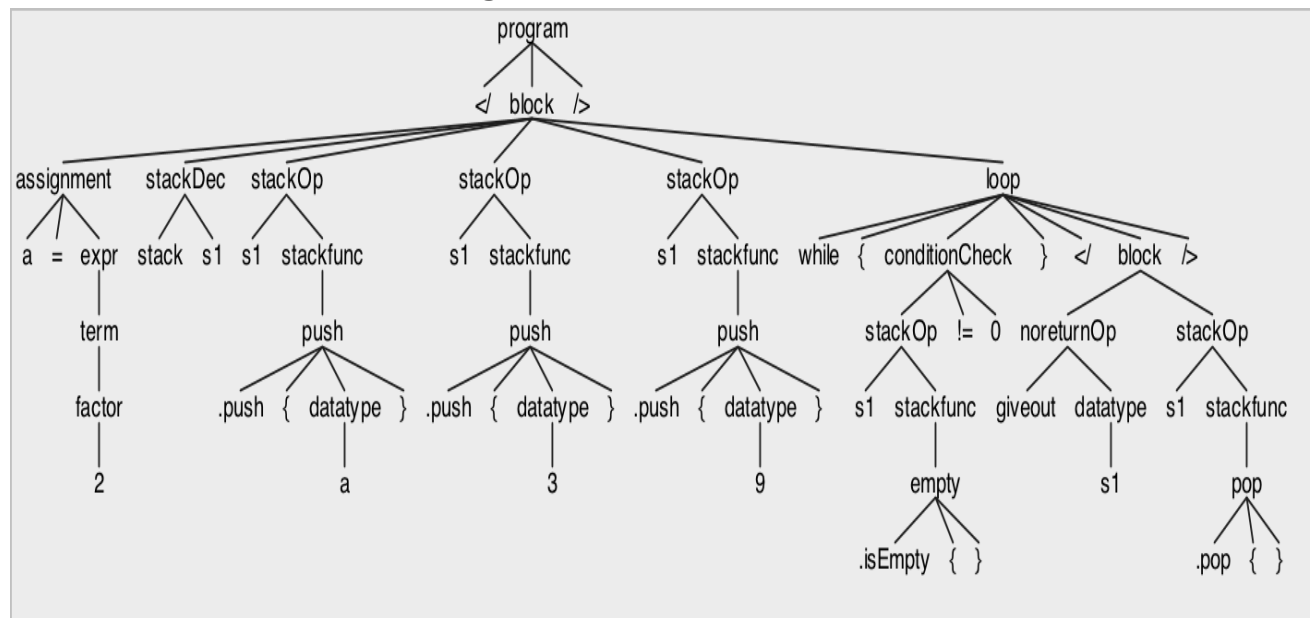 program
</ block />
assignment stackDec stackOp stackOp stackOp loop
a = expr stack s1 s1 stackfunc s1 stackfunc s1 stackfunc while { conditionCheck } </ block />
term push push push stackOp != 0 noreturnOp stackOp
factor .push { datatype } .push { datatype } .push { datatype } s1 stackfunc giveout datatype s1 stackfunc
2 a 3 9 empty s1 pop
.isEmpty { } .pop { }